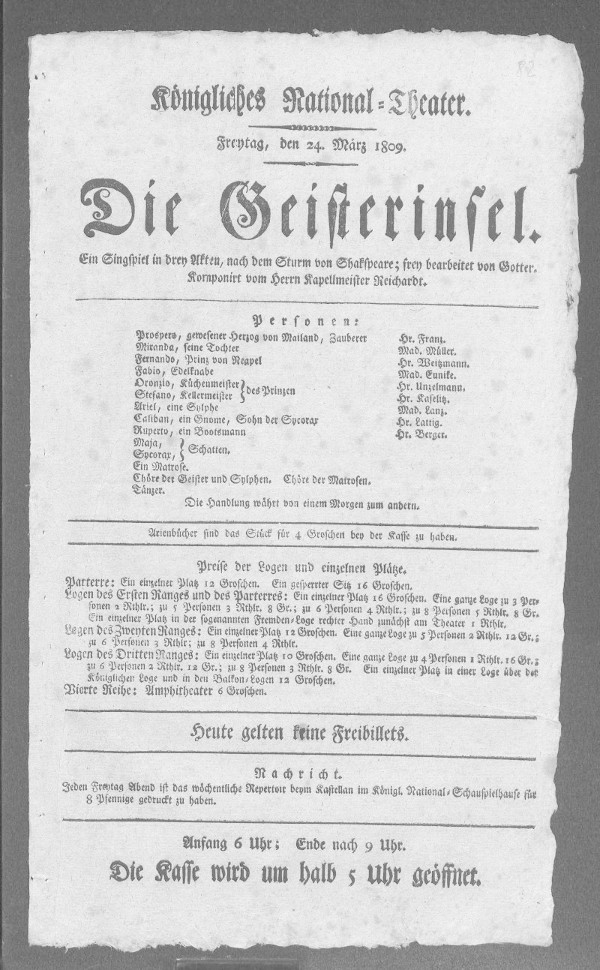 Königliches National-Theater.
Freytag, den 24. März 1809.
Die Geisterinsel.
Ein Singspiel in drey Akten, nach dem Sturm von Shakspeare; frey bearbeitet von Gotter.
Komponirt vom Herrn Kapellmeister Reichardt.
Personen:
Prospero, gewesener Herzog von Mailand, Zauberer Hr. Franz.
Miranda, seine Tochter Mad. Müller.
Fernando, Prinz von Neapel Hr. Weitzmann.
Fabio, Edelknabe Mad. Eunike.
Oronzio, Küchenmeister } des Prinzen Hr. Unzelmann.
Stefano, Kellermeister } Hr. Kaselitz.
Ariel, eine Sylphe Mad. Lanz.
Caliban, ein Gnome, Sohn der Sycorax Hr. Lattig.
Ruperto, ein Bootsmann Hr. Berger.
Maja, } Schatten.
Sycorax, }
Ein Matrose.
Chöre der Geister und Sylphen. Chöre der Matrosen.
Tänzer.
Die Handlung währt von einem Morgen zum andern.
Arienbücher sind das Stück für 4 Groschen bey der Kasse zu haben.
Preise der Logen und einzelnen Plätze.
Parterre: Ein einzelner Platz 12 Groschen. Ein gesperrter Sitz 16 Groschen.
Logen des Ersten Ranges und des Parterres: Ein einzelner Platz 16 Groschen. Eine ganze Loge zu 3 Per-
sonen 2 Rthlr.; zu 5 Personen 3 Rthlr. 8 Gr.; zu 6 Personen 4 Rthlr.; zu 8 Personen 5 Rthlr. 8 Gr.
Ein einzelner Platz in der sogenannten Fremden-Loge rechter Hand zunächst am Theater 1 Rthlr.
Logen des Zweyten Ranges: Ein einzelner Platz 12 Groschen. Eine ganze Loge zu 5 Personen 2 Rthlr. 12 Gr.;
zu 6 Personen 3 Rthlr; zu 8 Personen 4 Rthlr.
Logen des Dritten Ranges: Ein einzelner Platz 10 Groschen. Eine ganze Loge zu 4 Personen 1 Rthlr. 16 Gr.;
zu 6 Personen 2 Rthlr. 12 Gr.; zu 8 Personen 3 Rthlr. 8 Gr. Ein einzelner Platz in einer Loge über der
Königlichen Loge und in den Balkon-Logen 12 Groschen.
Vierte Reihe: Amphitheater 6 Groschen.
Heute gelten keine Freibillets.
Nachricht.
Jeden Freytag Abend ist das wöchentliche Repertoir beym Kastellan im Königl. National-Schauspielhause für
8 Pfennige gedruckt zu haben.
Anfang 6 Uhr; Ende nach 9 Uhr.
Die Kasse wird um halb 5 Uhr geöffnet.